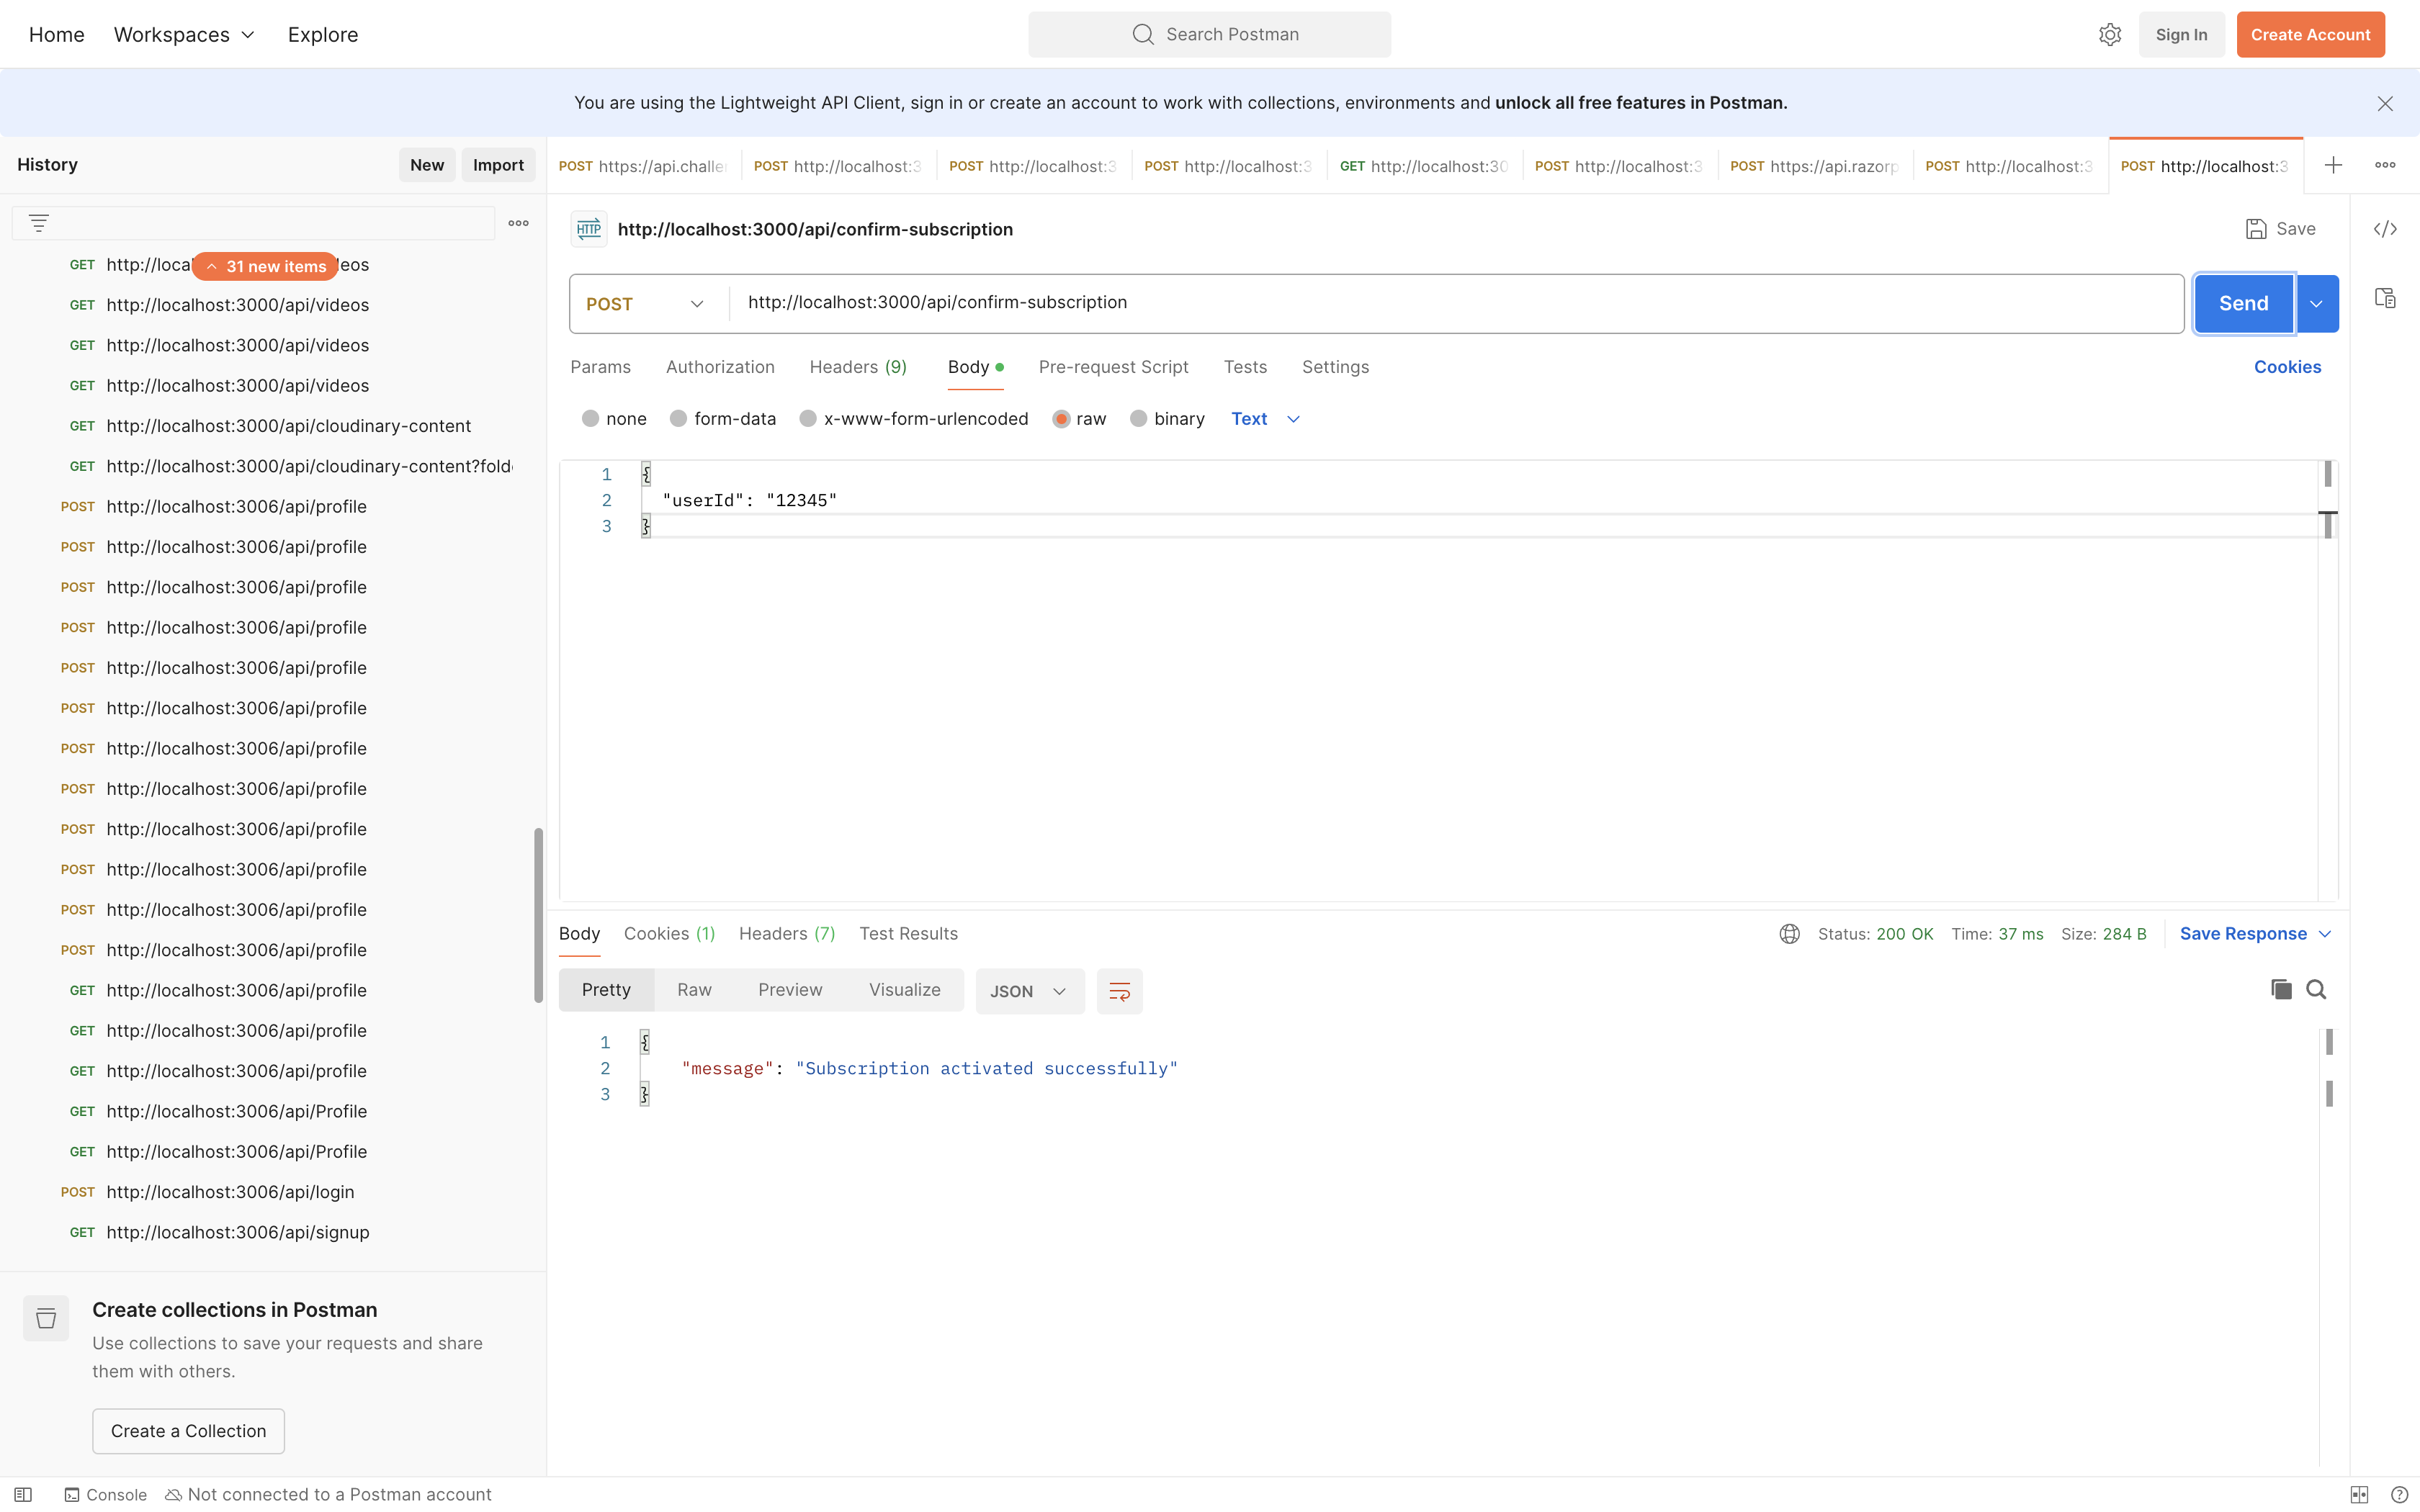 Home Workspaces Explore Search Postman Sign In Create Account
You are using the Lightweight API Client, sign in or create an account to work with collections, environments and unlock all free features in Postman.
History New Import
POST https://api.challe POST http://localhost:3 POST http://localhost:3 POST http://localhost:3 GET http://localhost:30 POST http://localhost:3 POST https://api.razorp POST http://localhost:3 POST http://localhost:3
GET http://loca eos
31 new items
GET http://localhost:3000/api/videos
GET http://localhost:3000/api/videos
GET http://localhost:3000/api/videos
GET http://localhost:3000/api/cloudinary-content
GET http://localhost:3000/api/cloudinary-content?fold
POST http://localhost:3000/api/profile
POST http://localhost:3006/api/profile
POST http://localhost:3006/api/profile
POST http://localhost:3006/api/profile
POST http://localhost:3006/api/profile
POST http://localhost:3006/api/profile
POST http://localhost:3006/api/profile
POST http://localhost:3006/api/profile
POST http://localhost:3006/api/profile
POST http://localhost:3006/api/profile
POST http://localhost:3006/api/profile
POST http://localhost:3006/api/profile
GET http://localhost:3006/api/profile
GET http://localhost:3006/api/profile
GET http://localhost:3006/api/profile
GET http://localhost:3006/api/Profile
GET http://localhost:3006/api/Profile
POST http://localhost:3006/api/login
GET http://localhost:3006/api/signup
Create collections in Postman
Use collections to save your requests and share
them with others.
Create a Collection
HTTP http://localhost:3000/api/confirm-subscription Save
POST http://localhost:3000/api/confirm-subscription Send
Params Authorization Headers (9) Body Pre-request Script Tests Settings Cookies
none form-data x-www-form-urlencoded raw binary Text
1 {
2 "userId": "12345"
3 }
Body Cookies (1) Headers (7) Test Results Status: 200 OK Time: 37 ms Size: 284 B Save Response
Pretty Raw Preview Visualize JSON
1 {
2 "message": "Subscription activated successfully"
3 }
Console Not connected to a Postman account